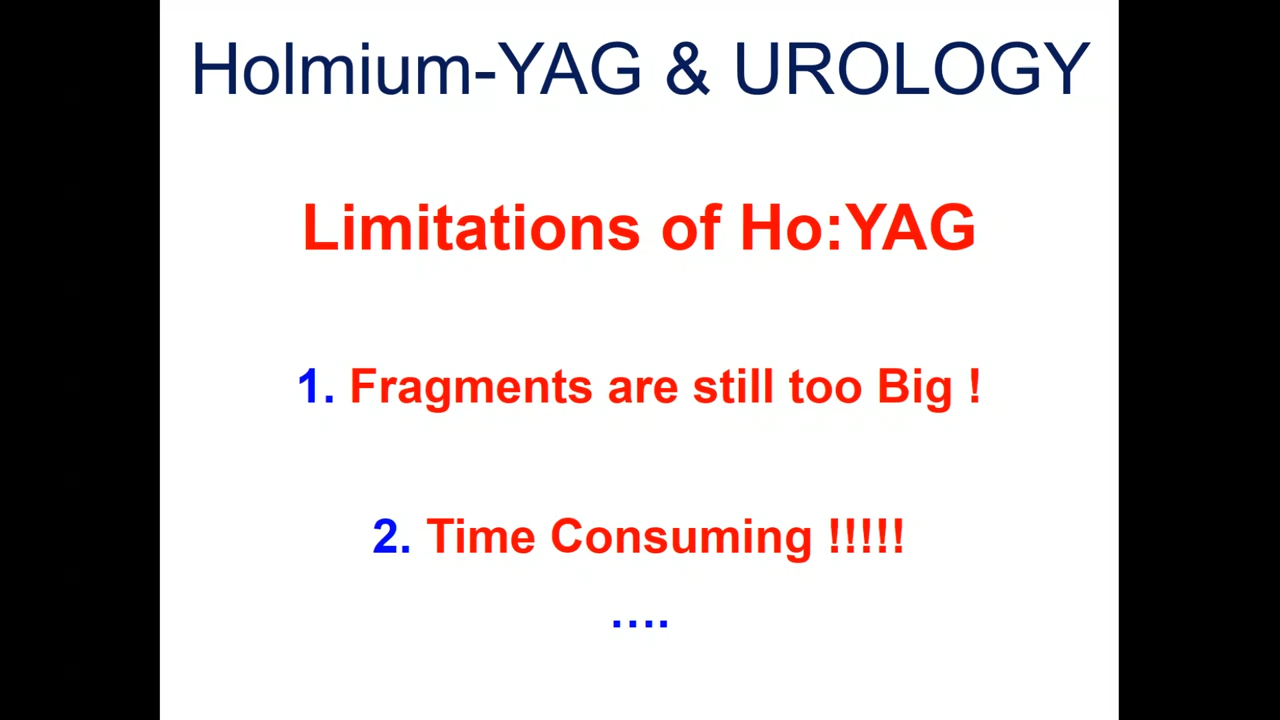 Holmium-YAG & UROLOGY
Limitations of Ho:YAG
1. Fragments are still too Big !
2. Time Consuming !!!!!
....